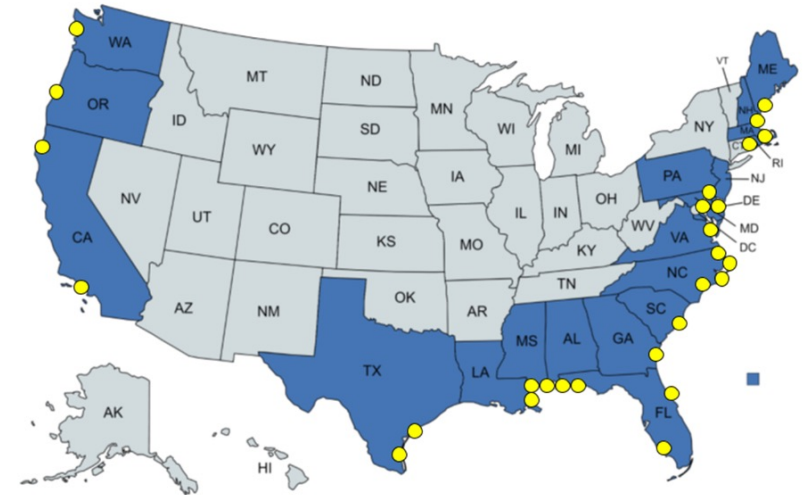 WA
MT
ND
MN
VT
ME
OR
ID
SD
WI
MI
NY
NH
MA
CT
RI
WY
IA
NE
PA
NJ
NV
UT
CO
IL
IN
OH
DE
WV
MD
CA
KS
MO
KY
VA
DC
AZ
NM
OK
AR
TN
NC
SC
MS
AL
GA
TX
LA
FL
AK
HI